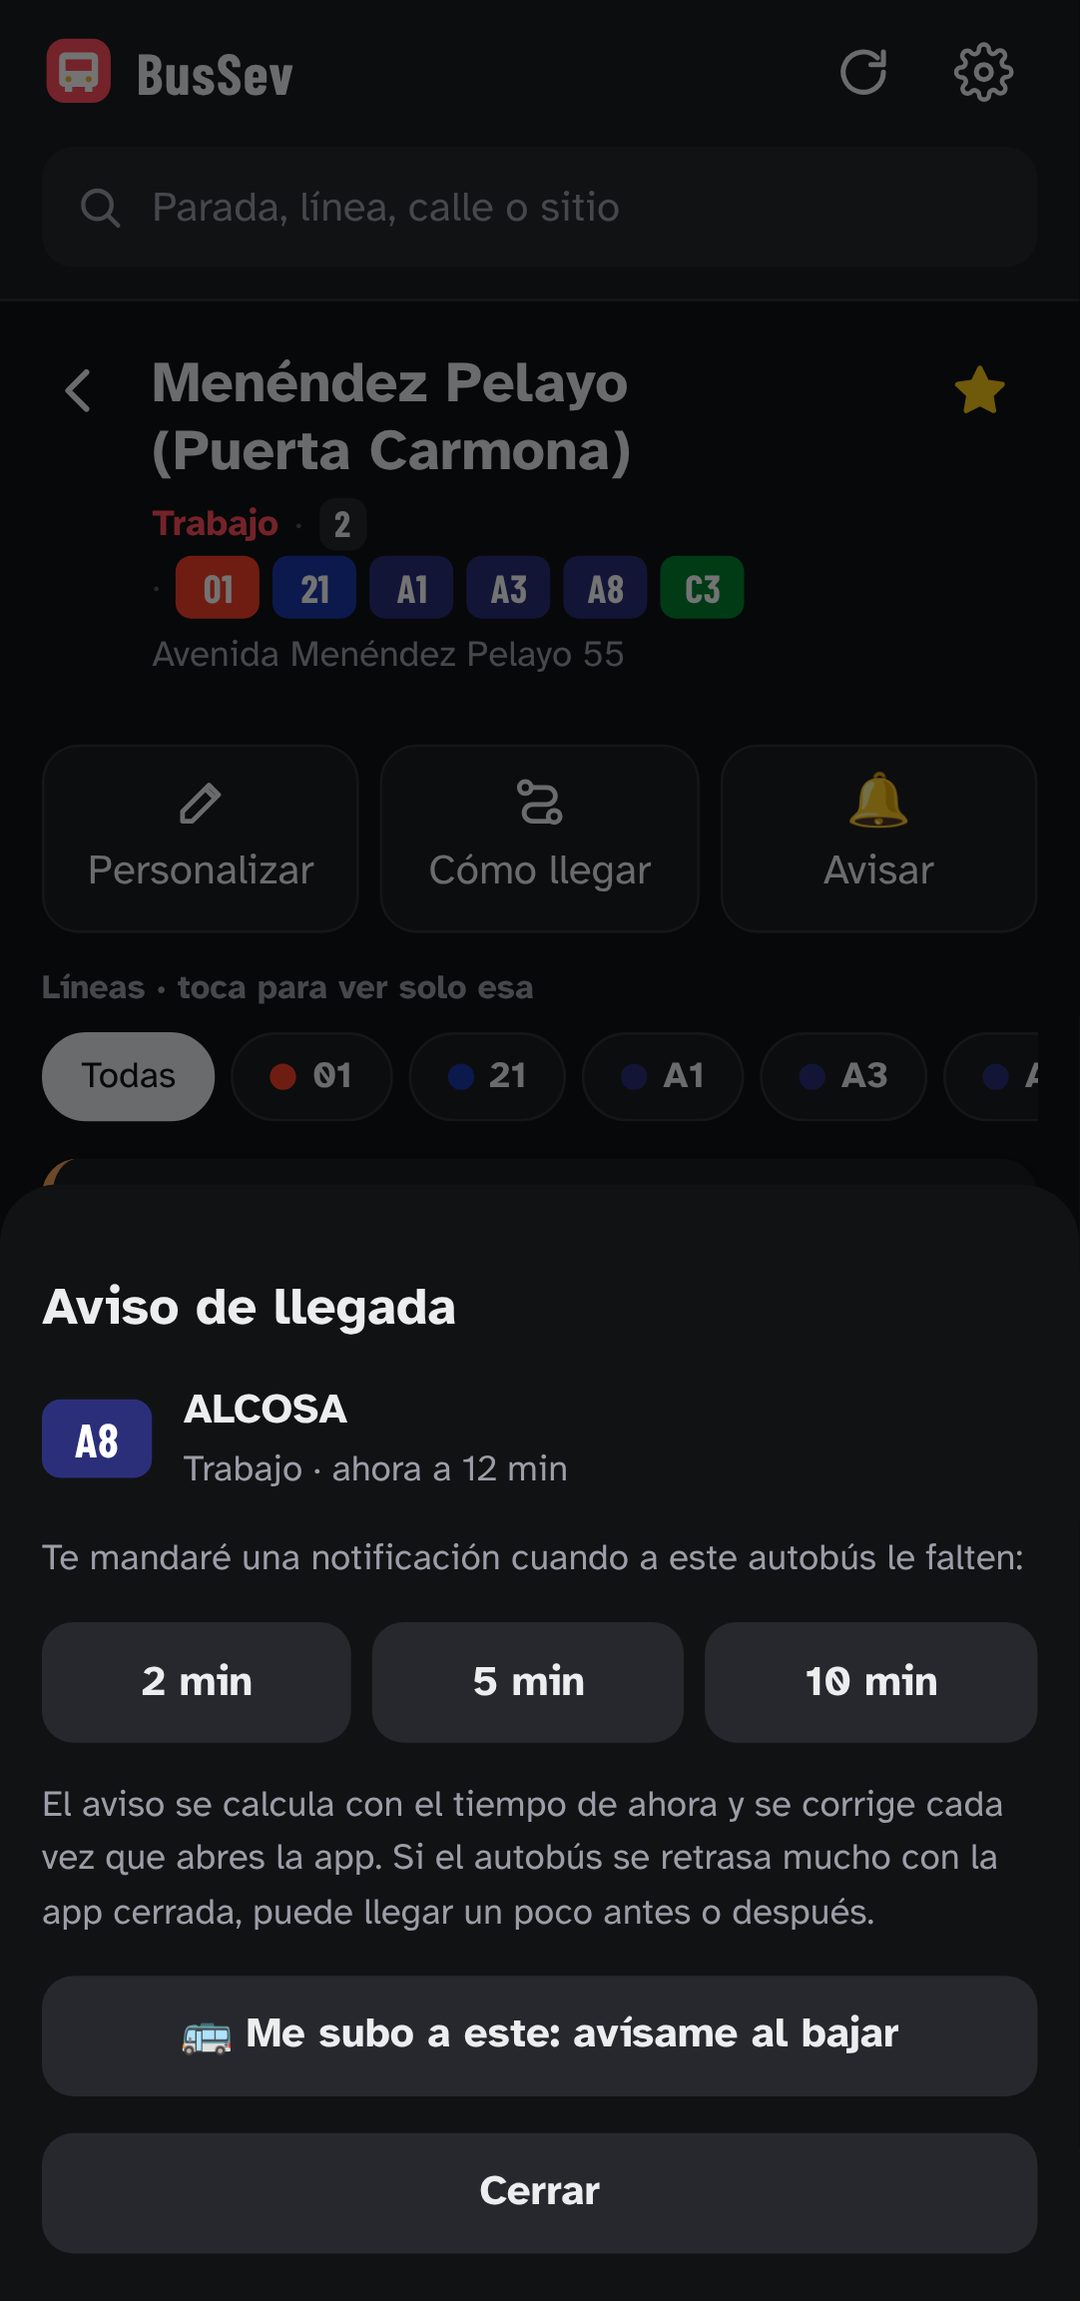 BusSev
Parada, línea, calle o sitio
Menéndez Pelayo
(Puerta Carmona)
Trabajo · 2
· 01 21 A1 A3 A8 C3
Avenida Menéndez Pelayo 55
Personalizar Cómo llegar Avisar
Líneas · toca para ver solo esa
Todas 01 21 A1 A3
Aviso de llegada
A8 ALCOSA
Trabajo · ahora a 12 min
Te mandaré una notificación cuando a este autobús le falten:
2 min 5 min 10 min
El aviso se calcula con el tiempo de ahora y se corrige cada
vez que abres la app. Si el autobús se retrasa mucho con la
app cerrada, puede llegar un poco antes o después.
Me subo a este: avísame al bajar
Cerrar